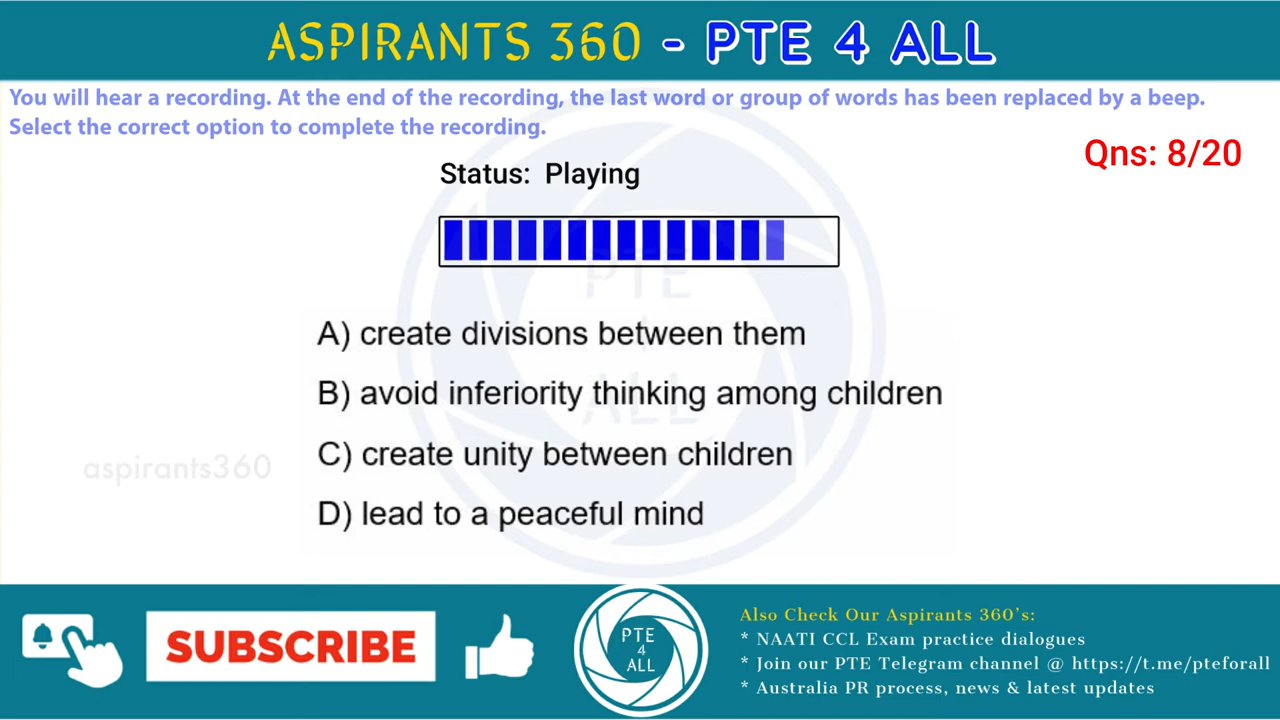 ASPIRANTS 360 - PTE 4 ALL
You will hear a recording. At the end of the recording, the last word or group of words has been replaced by a beep.
Select the correct option to complete the recording.
Qns: 8/20
Status: Playing
PTE
4
ALL
A) create divisions between them
B) avoid inferiority thinking among children
C) create unity between children
aspirants360
D) lead to a peaceful mind
SUBSCRIBE
PTE
4
ALL
Also Check Our Aspirants 360's:
* NAATI CCL Exam practice dialogues
* Join our PTE Telegram channel @ https://t.me/pteforall
* Australia PR process, news & latest updates